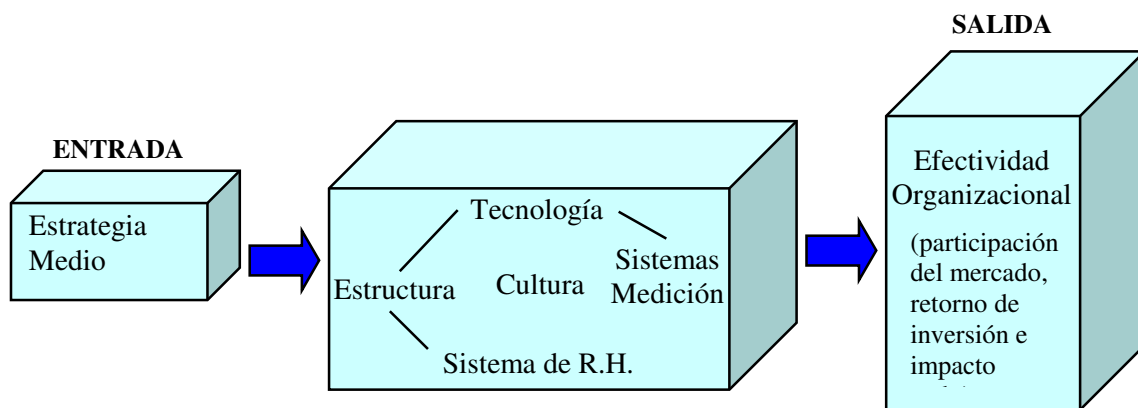 ENTRADA
Estrategia
Medio
Tecnología
Estructura
Cultura
Sistemas
Medición
Sistema de R.H.
SALIDA
Efectividad
Organizacional
(participación
del mercado,
retorno de
inversión e
impacto